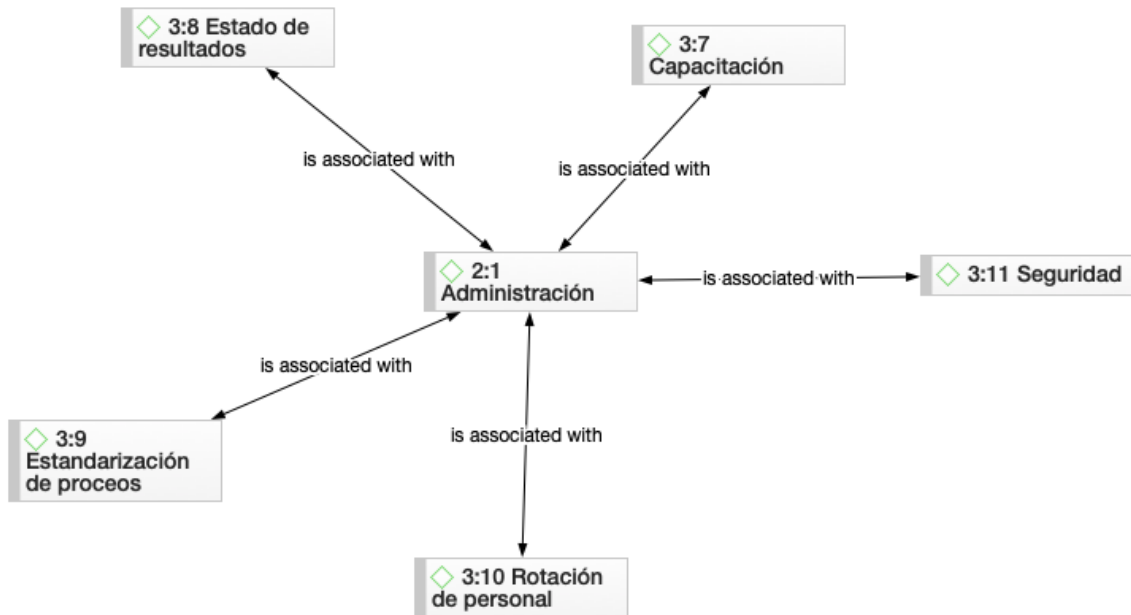 3:8 Estado de
resultados
3:7
Capacitación
is associated with
is associated with
2:1
Administración
is associated with
3:11 Seguridad
is associated with
3:9
Estandarización
de proceos
is associated with
3:10 Rotación
de personal